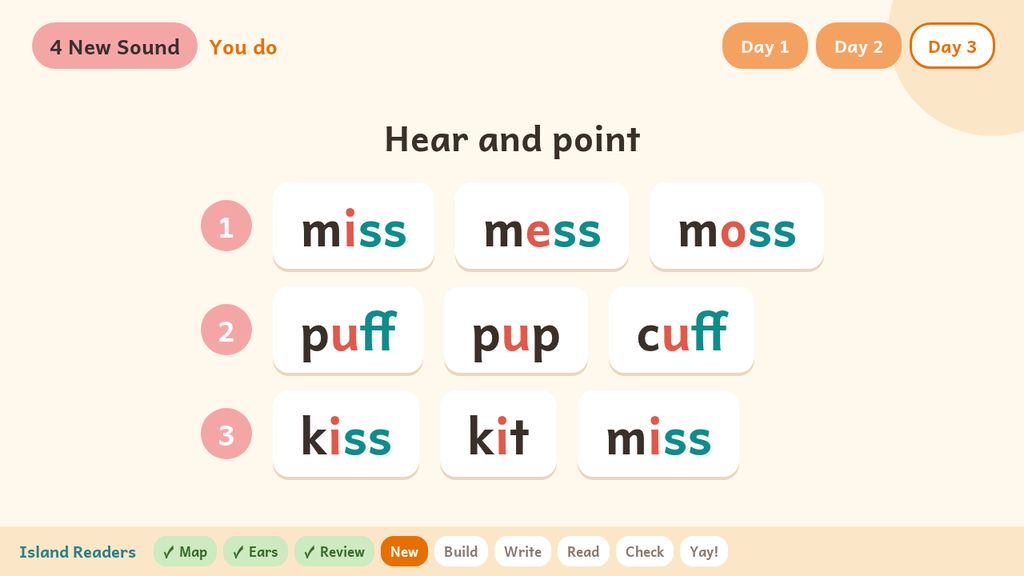 4 New Sound You do Day 1 Day 2 Day 3
Hear and point
1 miss mess moss
2 puff pup cuff
3 kiss kit miss
Island Readers ✓ Map ✓ Ears ✓ Review New Build Write Read Check Yay!